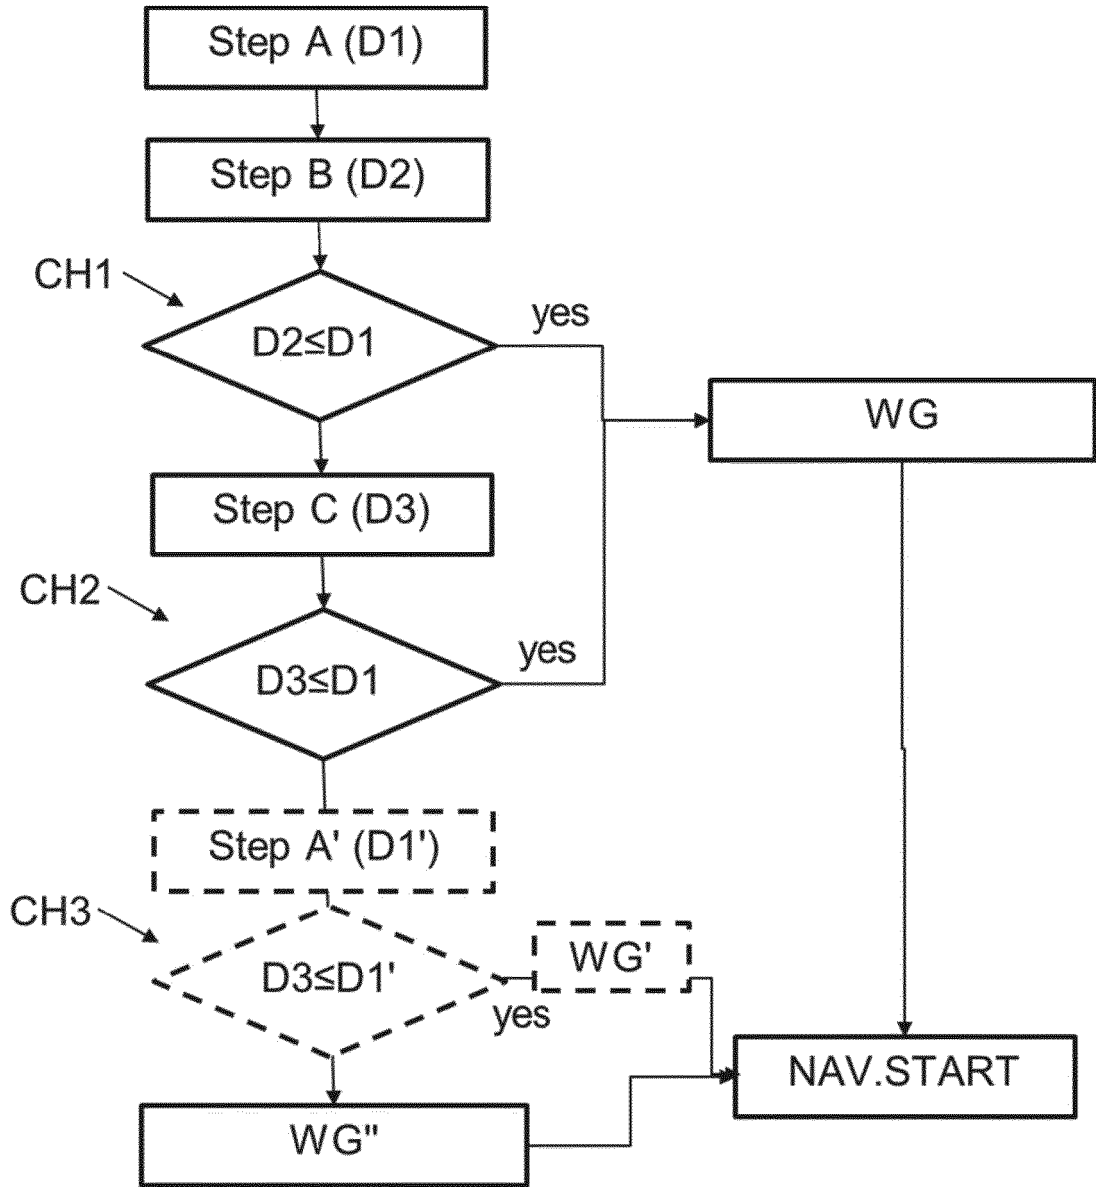 Step A (D1)
Step B (D2)
CH1
yes
D2≤D1
WG
Step C (D3)
CH2
yes
D3≤D1
Step A' (D1')
CH3
WG'
D3≤D1'
yes
NAV.START
WG"